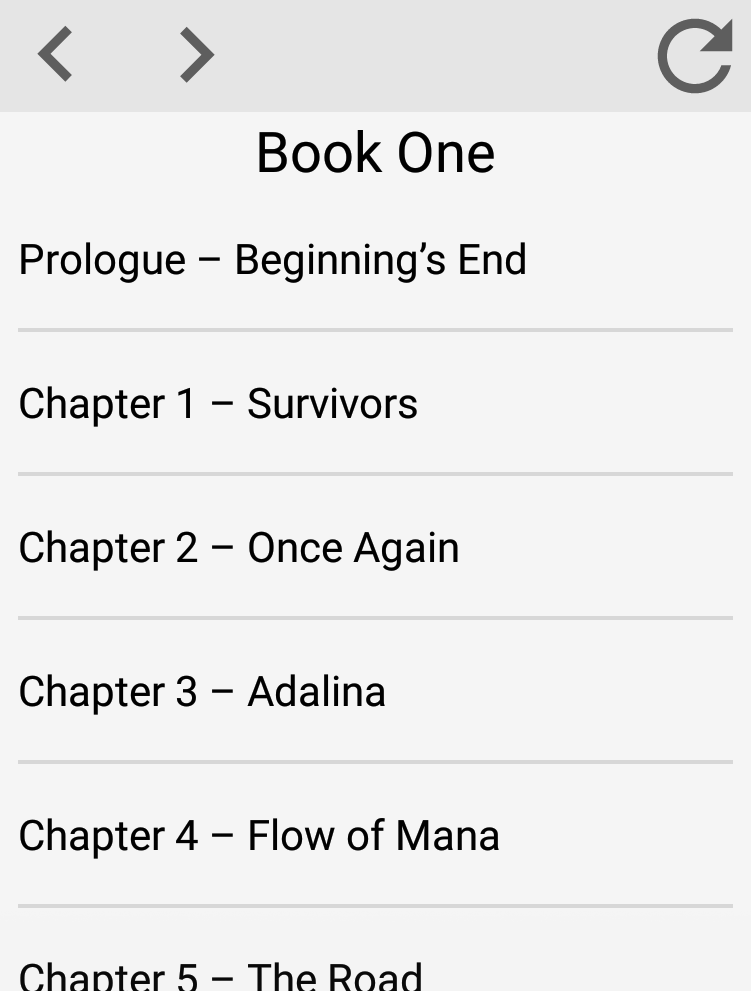 Book One
Prologue – Beginning’s End
Chapter 1 – Survivors
Chapter 2 – Once Again
Chapter 3 – Adalina
Chapter 4 – Flow of Mana
Chapter 5 – The Road